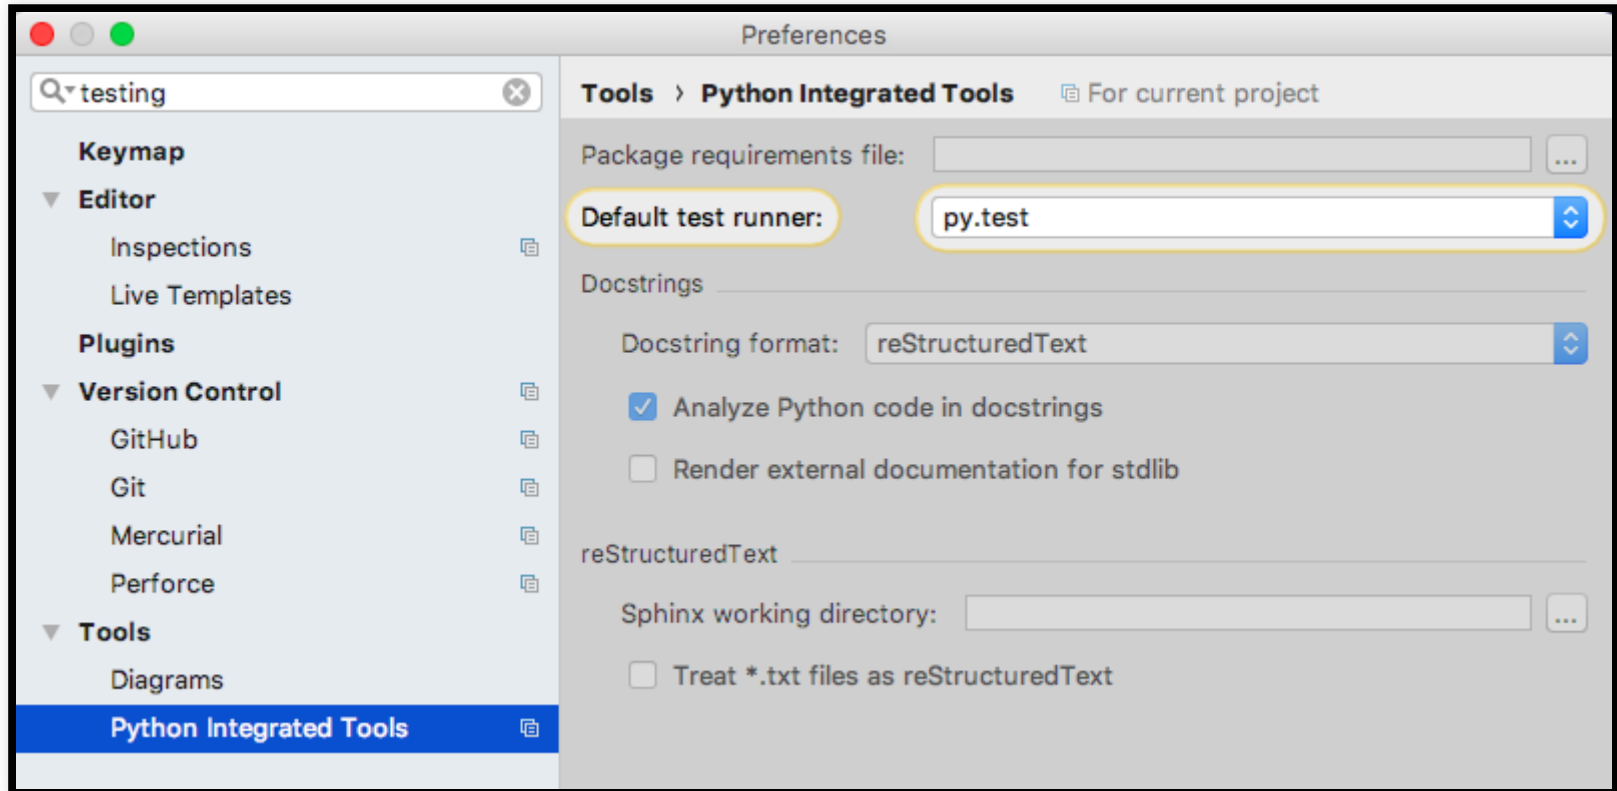 Preferences
testing
Keymap
Editor
Inspections
Live Templates
Plugins
Version Control
GitHub
Git
Mercurial
Perforce
Tools
Diagrams
Python Integrated Tools
Tools › Python Integrated Tools For current project
Package requirements file: ...
Default test runner: py.test
Docstrings
Docstring format: reStructuredText
Analyze Python code in docstrings
Render external documentation for stdlib
reStructuredText
Sphinx working directory: ...
Treat *.txt files as reStructuredText